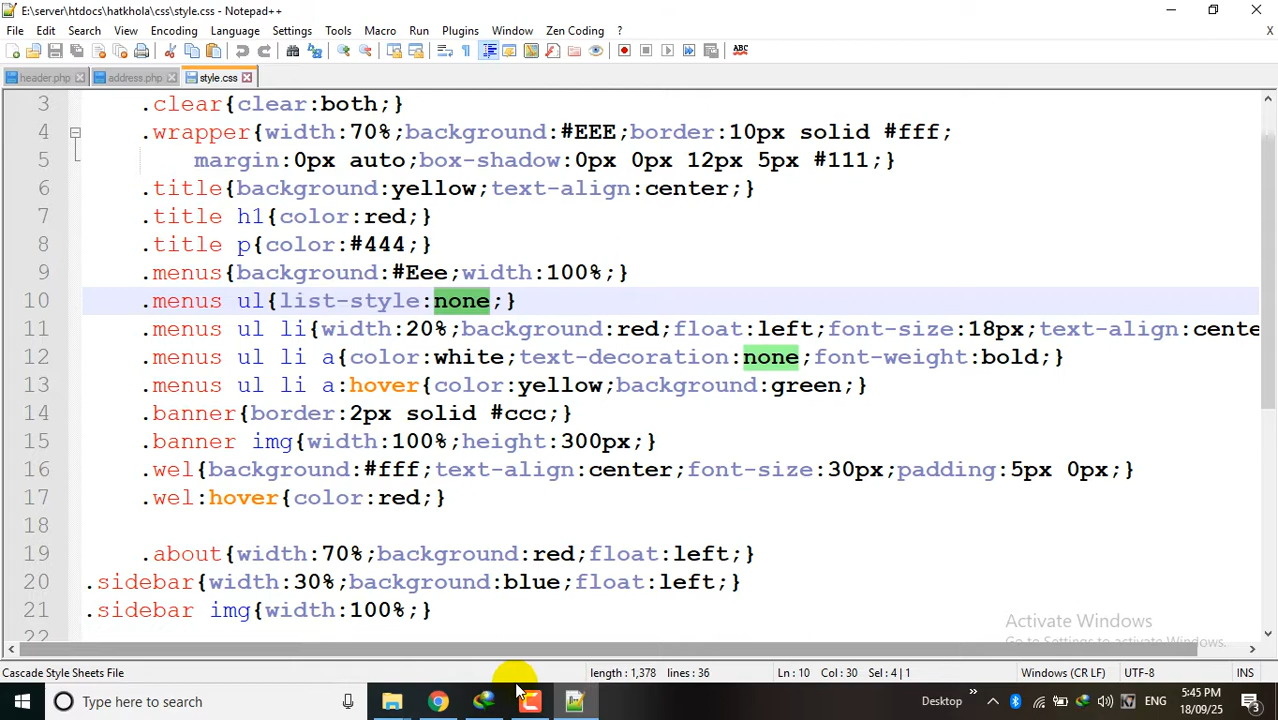 E:\server\htdocs\hatkhola\css\style.css - Notepad++
File Edit Search View Encoding Language Settings Tools Macro Run Plugins Window Zen Coding ? X
ABC
header.php address.php style.css
3 .clear{clear:both;}
4 .wrapper{width:70%;background:#EEE;border:10px solid #fff;
5 margin:0px auto;box-shadow:0px 0px 12px 5px #111;}
6 .title{background:yellow;text-align:center;}
7 .title h1{color:red;}
8 .title p{color:#444;}
9 .menus{background:#Eee;width:100%;}
10 .menus ul{list-style:none;}
11 .menus ul li{width:20%;background:red;float:left;font-size:18px;text-align:cente
12 .menus ul li a{color:white;text-decoration:none;font-weight:bold;}
13 .menus ul li a:hover{color:yellow;background:green;}
14 .banner{border:2px solid #ccc;}
15 .banner img{width:100%;height:300px;}
16 .wel{background:#fff;text-align:center;font-size:30px;padding:5px 0px;}
17 .wel:hover{color:red;}
18
19 .about{width:70%;background:red;float:left;}
20 .sidebar{width:30%;background:blue;float:left;}
21 .sidebar img{width:100%;}
22
Activate Windows
Go to Settings to activate Windows.
Cascade Style Sheets File length : 1,378 lines : 36 Ln : 10 Col : 30 Sel : 4 | 1 Windows (CR LF) UTF-8 INS
Type here to search Desktop » ENG 5:45 PM
18/09/25 3